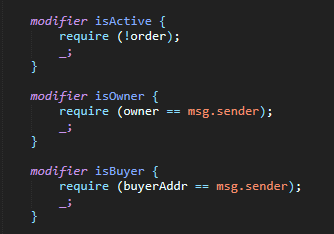 modifier isActive {
    require (!order);
    _;
}
modifier isOwner {
    require (owner == msg.sender);
    _;
}
modifier isBuyer {
    require (buyerAddr == msg.sender);
    _;
}